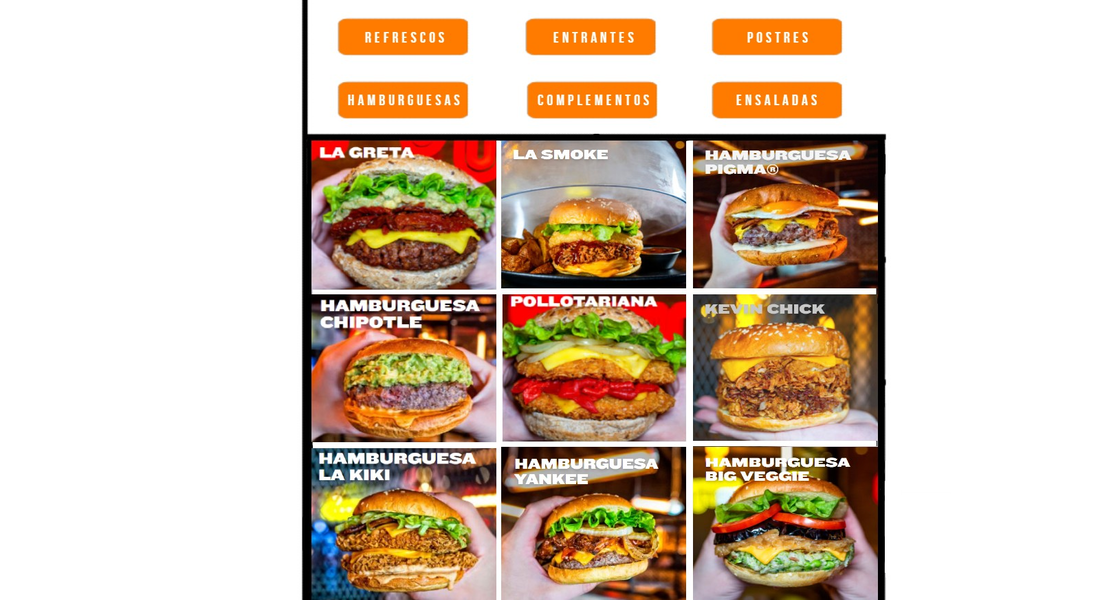 REFRESCOS
ENTRANTES
POSTRES
HAMBURGUESAS
COMPLEMENTOS
ENSALADAS
LA GRETA
LA SMOKE
HAMBURGUESA
PIGMA®
HAMBURGUESA
CHIPOTLE
POLLOTARIANA
KEVIN CHICK
HAMBURGUESA
LA KIKI
HAMBURGUESA
YANKEE
HAMBURGUESA
BIG VEGGIE